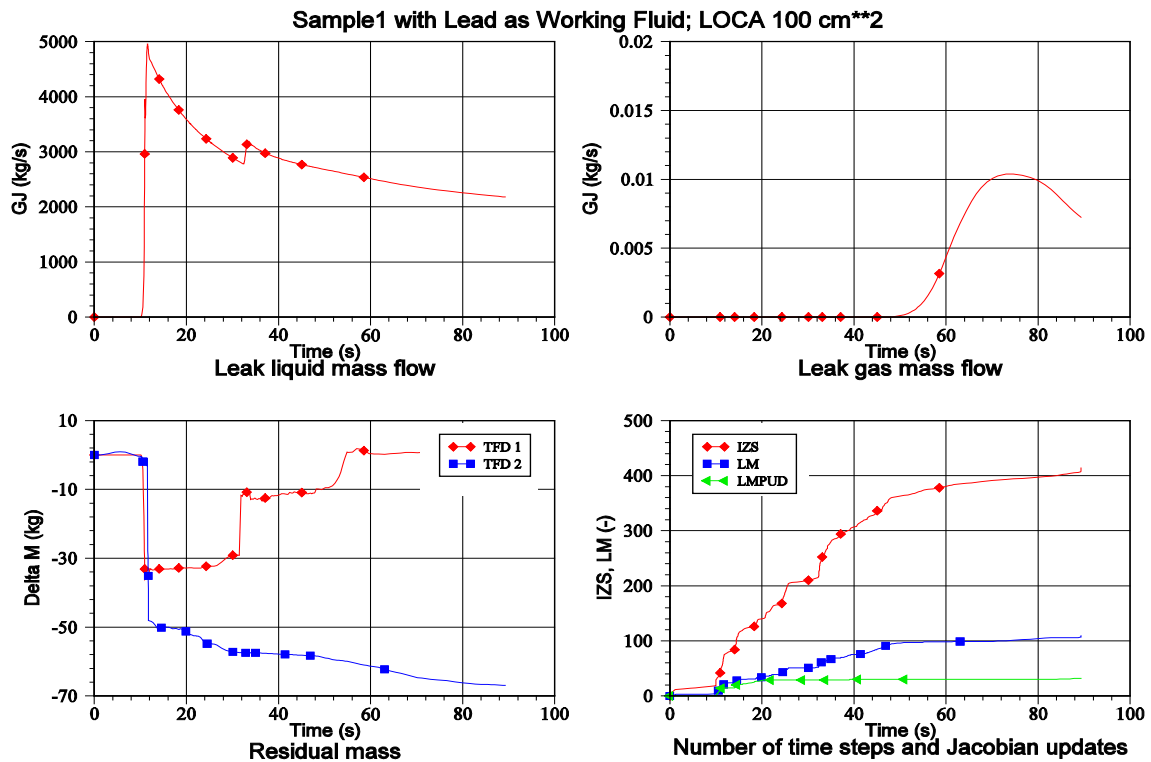 Sample1 with Lead as Working Fluid; LOCA 100 cm**2
5000
4000
3000
2000
1000
0
GJ (kg/s)
0 20 40 60 80 100
Time (s)
Leak liquid mass flow
0.02
0.015
0.01
0.005
0
GJ (kg/s)
0 20 40 60 80 100
Time (s)
Leak gas mass flow
10
-10
-30
-50
-70
Delta M (kg)
TFD 1
TFD 2
0 20 40 60 80 100
Time (s)
Residual mass
500
400
300
200
100
0
IZS, LM (-)
IZS
LM
LMPUD
0 20 40 60 80 100
Time (s)
Number of time steps and Jacobian updates